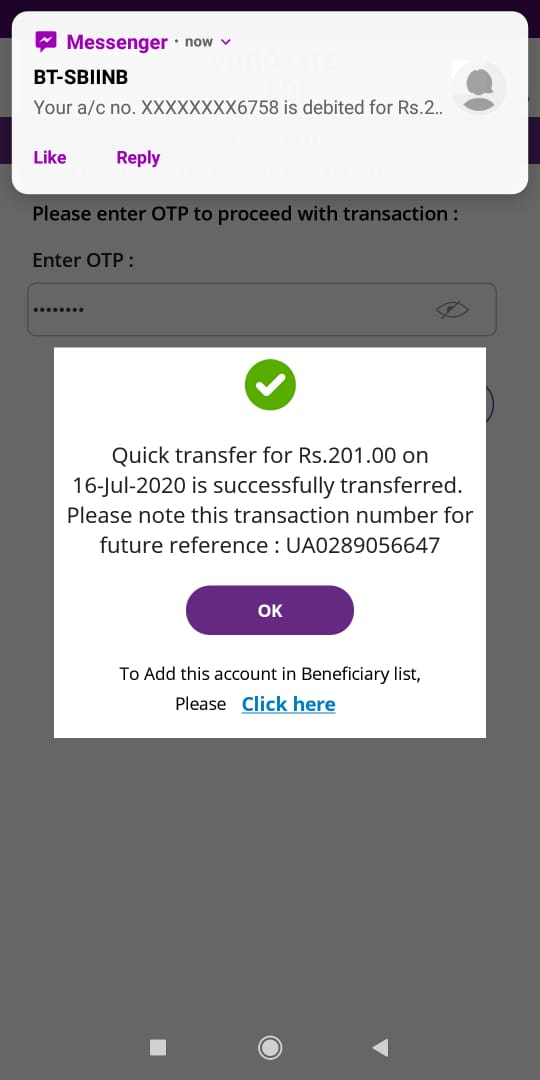 Messenger · now
BT-SBIINB
Your a/c no. XXXXXXXX6758 is debited for Rs.2..
Like Reply
Please enter OTP to proceed with transaction :
Enter OTP :
••••••••
Quick transfer for Rs.201.00 on
16-Jul-2020 is successfully transferred.
Please note this transaction number for
future reference : UA0289056647
OK
To Add this account in Beneficiary list,
Please Click here